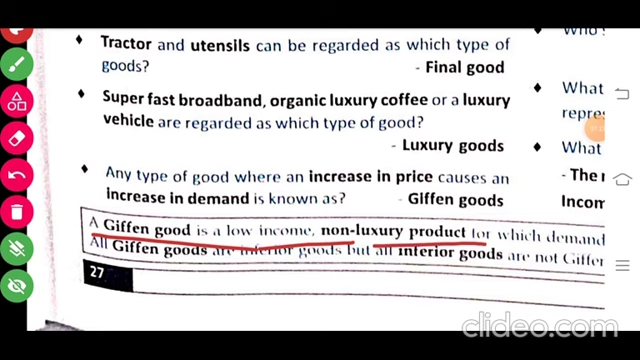 Tractor and utensils can be regarded as which type of
goods?
- Final good
Super fast broadband, organic luxury coffee or a luxury
vehicle are regarded as which type of good?
- Luxury goods
Any type of good where an increase in price causes an
increase in demand is known as?
- Giffen goods
A Giffen good is a low income, non-luxury product for which demand
All Giffen goods are inferior goods but all inferior goods are not Giffen
27
Who
What
repres
What
- The
Incom
clideo.com